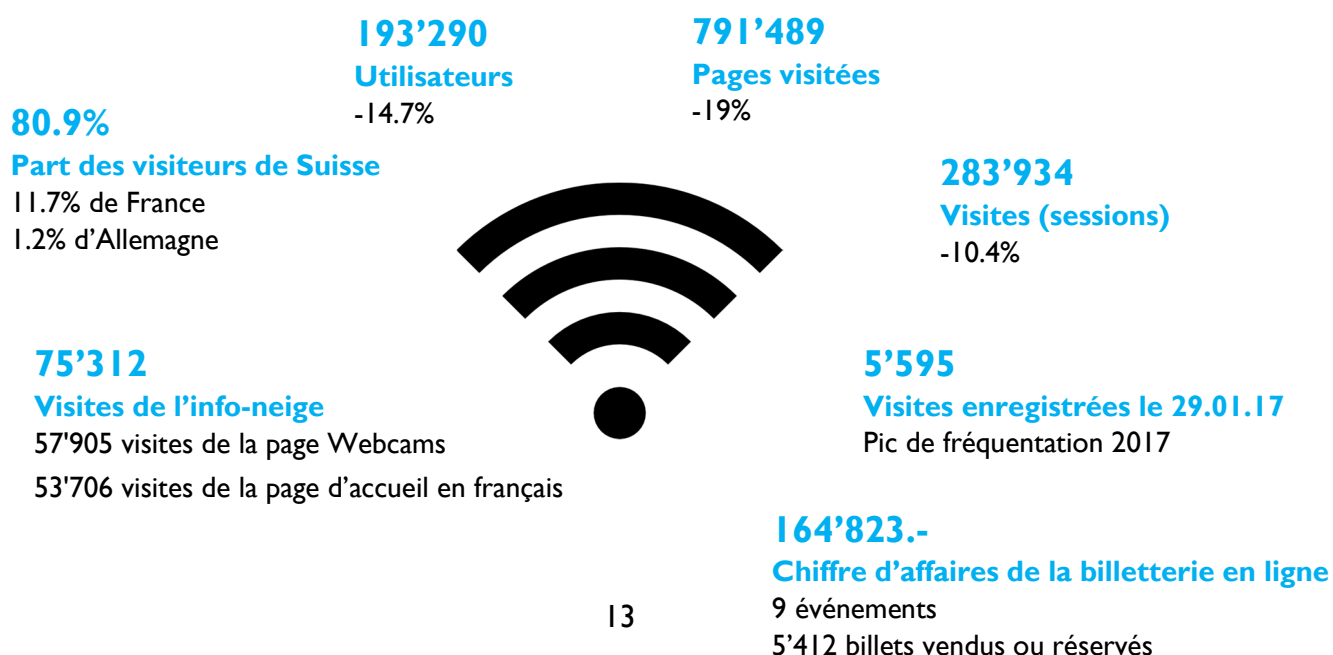 193’290
Utilisateurs
-14.7%
791’489
Pages visitées
-19%
80.9%
Part des visiteurs de Suisse
11.7% de France
1.2% d’Allemagne
283’934
Visites (sessions)
-10.4%
75’312
Visites de l’info-neige
57'905 visites de la page Webcams
53'706 visites de la page d’accueil en français
5’595
Visites enregistrées le 29.01.17
Pic de fréquentation 2017
164’823.-
Chiffre d’affaires de la billetterie en ligne
9 événements
5’412 billets vendus ou réservés
13